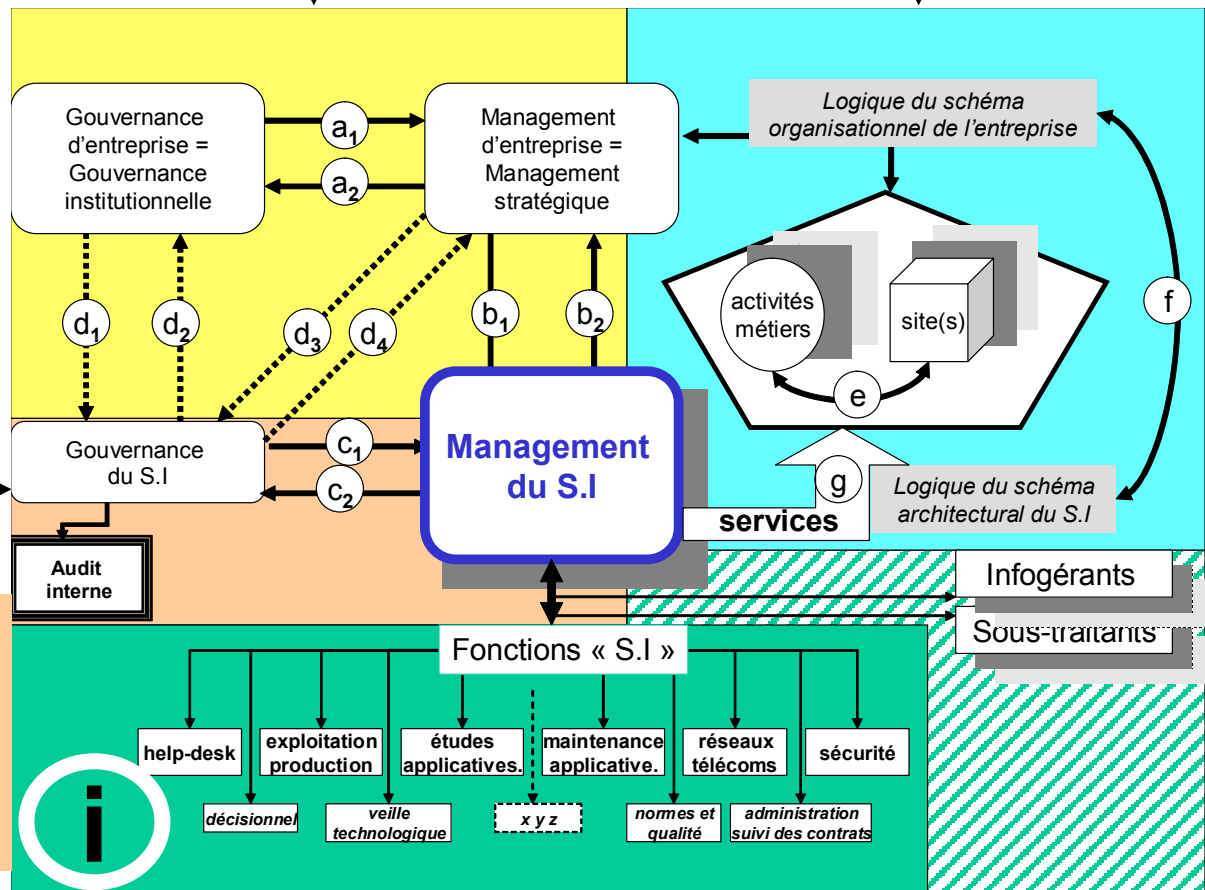 Gouvernance
d'entreprise =
Gouvernance
institutionnelle
a1
a2
Management
d'entreprise =
Management
stratégique
Logique du schéma
organisationnel de l'entreprise
d1
d2
d3
d4
b1
b2
activités
métiers
site(s)
e
f
Gouvernance
du S.I
c1
c2
Management
du S.I
g
services
Logique du schéma
architectural du S.I
Audit
interne
Infogérants
Sous-traitants
Fonctions « S.I »
help-desk
exploitation
production
études
applicatives.
maintenance
applicative.
réseaux
télécoms
sécurité
décisionnel
veille
technologique
x y z
normes et
qualité
administration
suivi des contrats
i